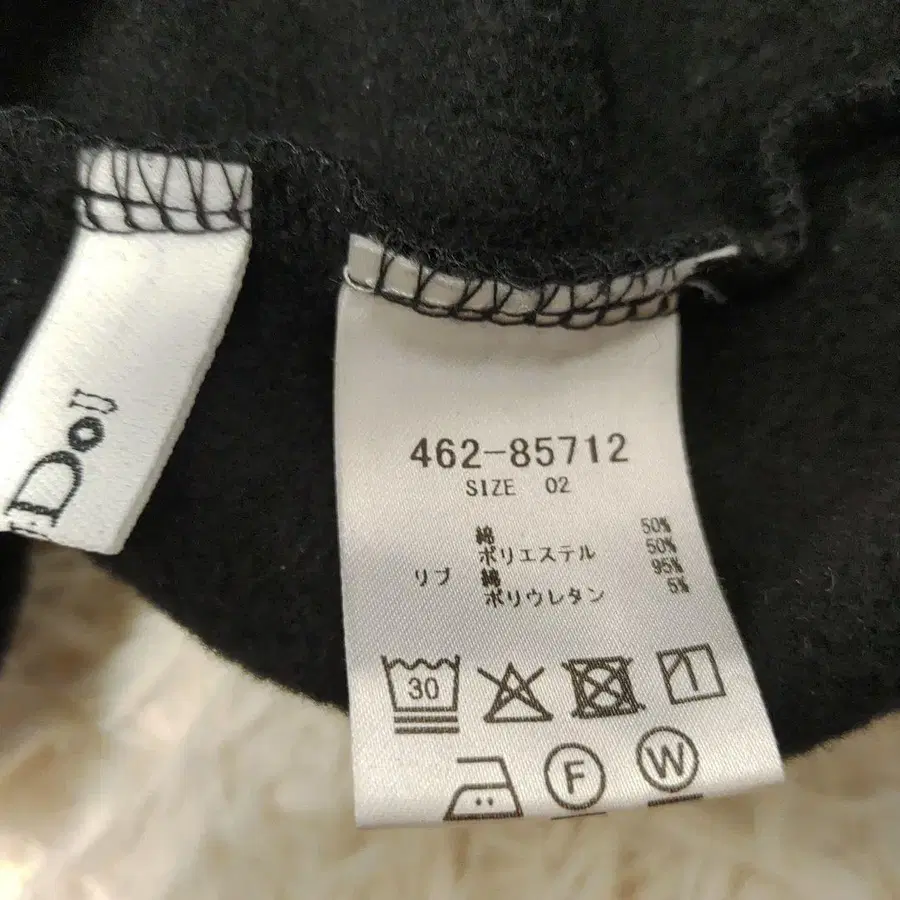 Dou
462-85712
SIZE 02
綿 50%
ポリエステル 50%
リブ 綿 95%
ポリウレタン 5%
30
F W